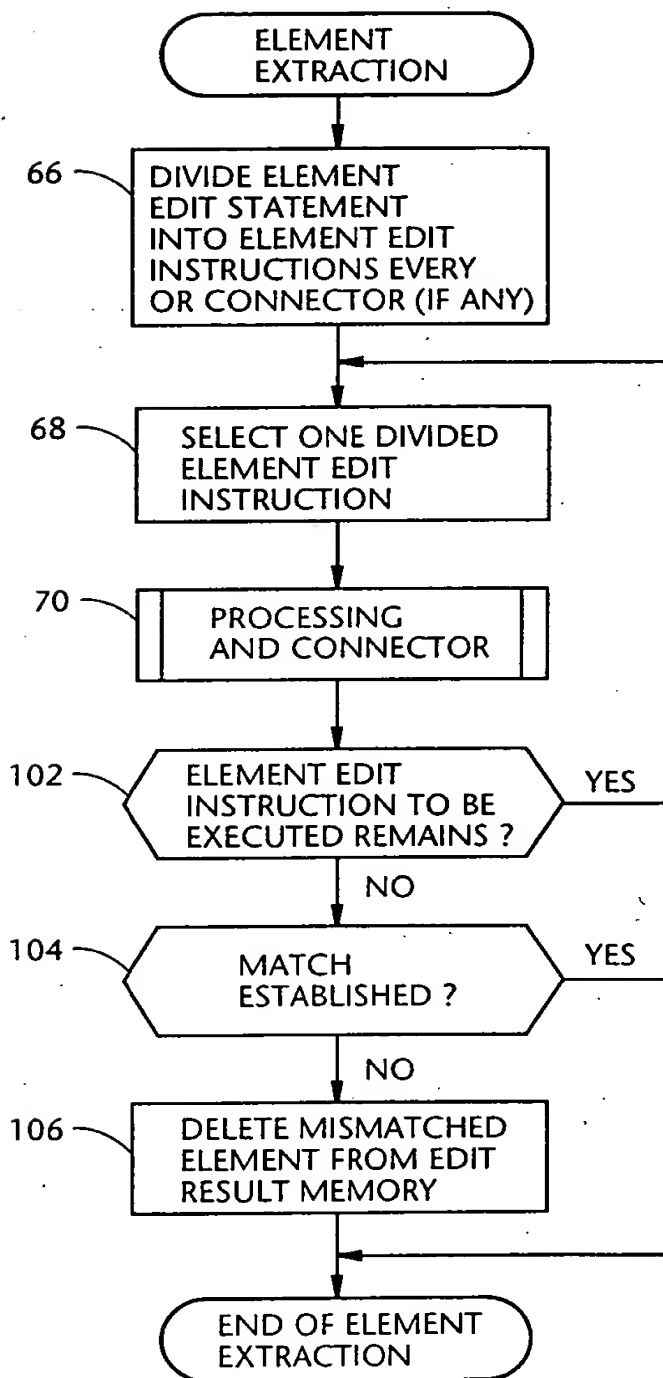 ELEMENT
EXTRACTION
66
DIVIDE ELEMENT
EDIT STATEMENT
INTO ELEMENT EDIT
INSTRUCTIONS EVERY
OR CONNECTOR (IF ANY)
68
SELECT ONE DIVIDED
ELEMENT EDIT
INSTRUCTION
70
PROCESSING
AND CONNECTOR
102
ELEMENT EDIT
INSTRUCTION TO BE
EXECUTED REMAINS ?
YES
NO
104
MATCH
ESTABLISHED ?
YES
NO
106
DELETE MISMATCHED
ELEMENT FROM EDIT
RESULT MEMORY
END OF ELEMENT
EXTRACTION